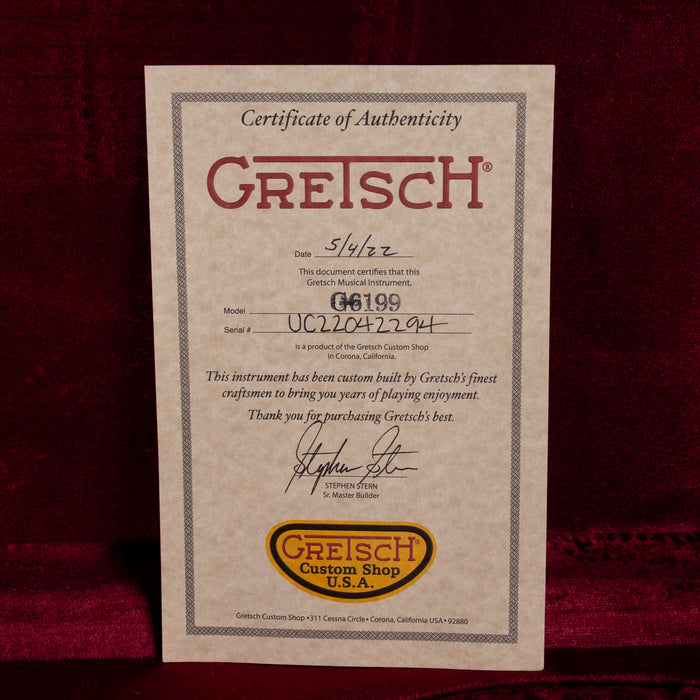 Certificate of Authenticity
GRETSCH®
Date 5/4/22
This document certifies that this
Gretsch Musical Instrument,
Model G6199
Serial # UC22042294
is a product of the Gretsch Custom Shop
in Corona, California.
This instrument has been custom built by Gretsch's finest
craftsmen to bring you years of playing enjoyment.
Thank you for purchasing Gretsch's best.
Stephen Stern
STEPHEN STERN
Sr. Master Builder
GRETSCH®
Custom Shop
U.S.A.
Gretsch Custom Shop • 311 Cessna Circle • Corona, California USA • 92880